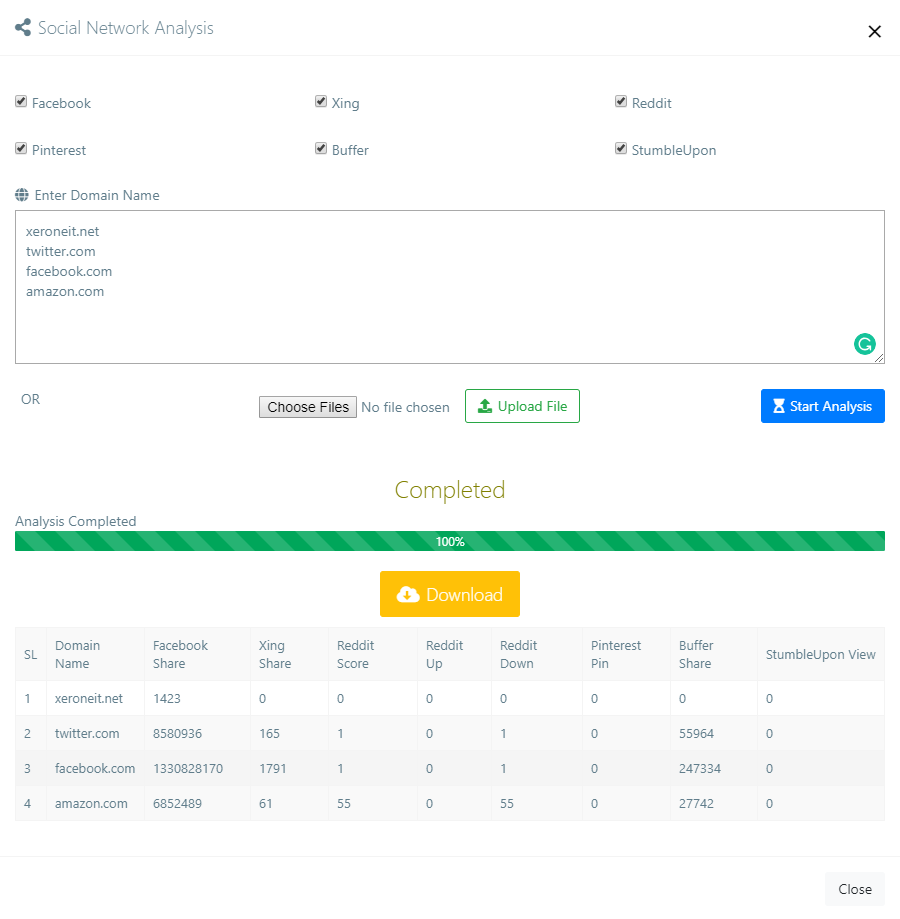 Social Network Analysis
Facebook Xing Reddit
Pinterest Buffer StumbleUpon
Enter Domain Name
xeroneit.net
twitter.com
facebook.com
amazon.com
OR Choose Files No file chosen Upload File Start Analysis
Completed
Analysis Completed
100%
Download
SL Domain Name Facebook Share Xing Share Reddit Score Reddit Up Reddit Down Pinterest Pin Buffer Share StumbleUpon View
1 xeroneit.net 1423 0 0 0 0 0 0 0
2 twitter.com 8580936 165 1 0 1 0 55964 0
3 facebook.com 1330828170 1791 1 0 1 0 247334 0
4 amazon.com 6852489 61 55 0 55 0 27742 0
Close